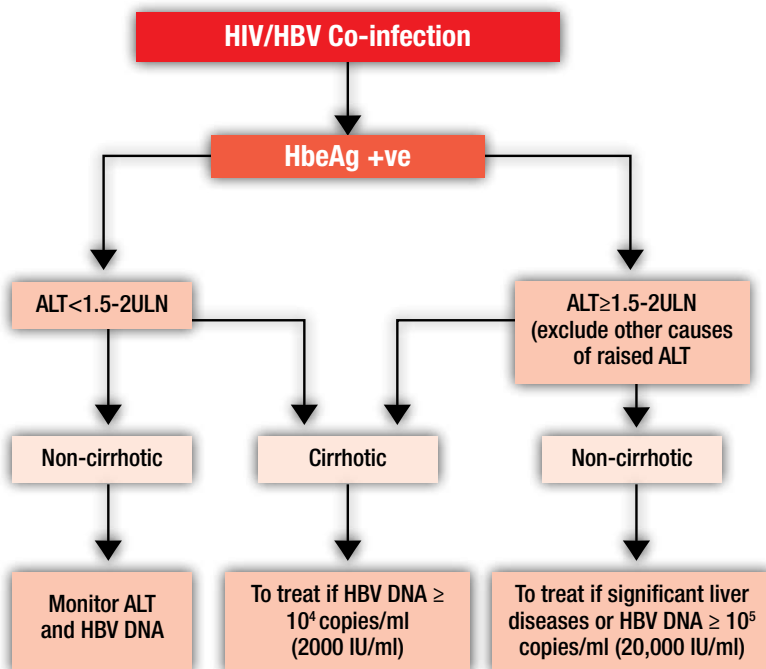 HIV/HBV Co-infection
HbeAg +ve
ALT<1.5-2ULN
ALT≥1.5-2ULN
(exclude other causes
of raised ALT
Non-cirrhotic
Cirrhotic
Non-cirrhotic
Monitor ALT
and HBV DNA
To treat if HBV DNA ≥
10⁴ copies/ml
(2000 IU/ml)
To treat if significant liver
diseases or HBV DNA ≥ 10⁵
copies/ml (20,000 IU/ml)